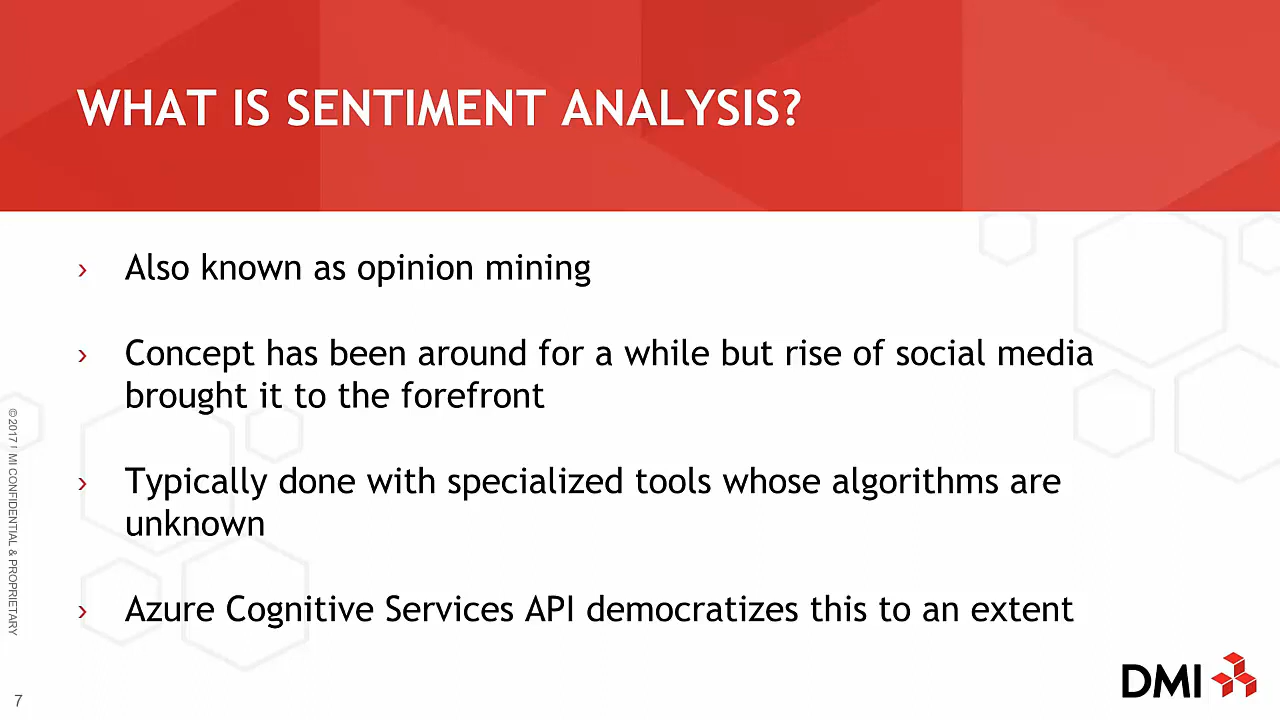 WHAT IS SENTIMENT ANALYSIS?
› Also known as opinion mining
› Concept has been around for a while but rise of social media
brought it to the forefront
› Typically done with specialized tools whose algorithms are
unknown
› Azure Cognitive Services API democratizes this to an extent
© 2017 MI CONFIDENTIAL & PROPRIETARY
7
DMI